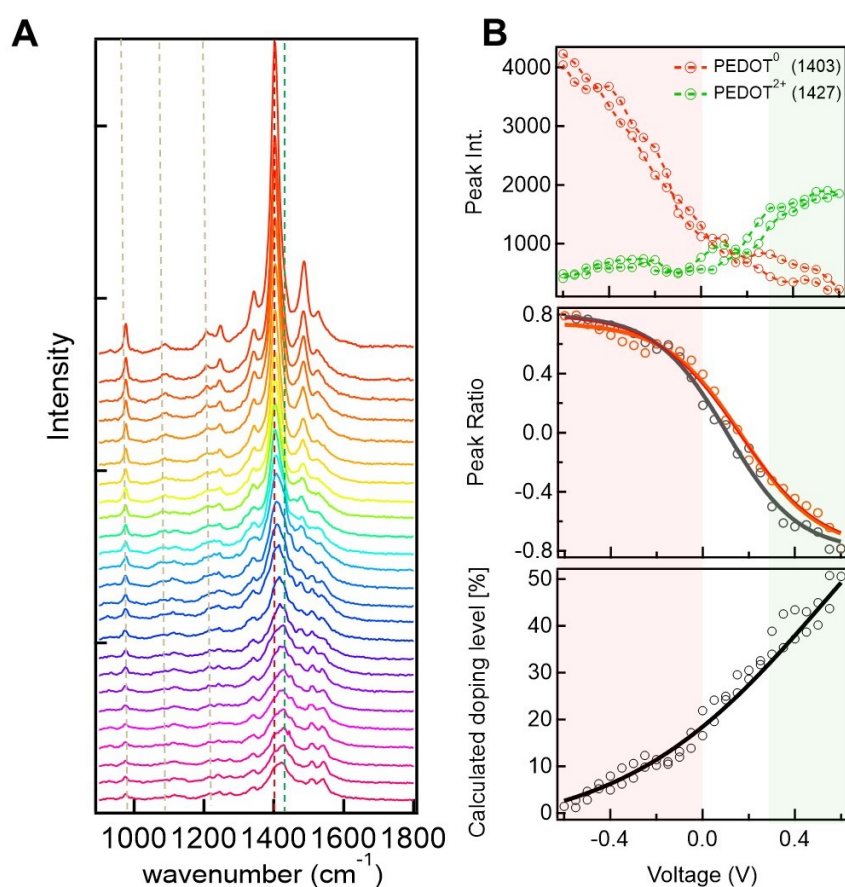 A
Intensity
1000 1200 1400 1600 1800
wavenumber (cm⁻¹)
B
PEDOT⁰ (1403)
PEDOT²⁺ (1427)
4000
3000
2000
1000
Peak Int.
0.8
0.4
0.0
-0.4
-0.8
Peak Ratio
50
40
30
20
10
0
Calculated doping level [%]
-0.4 0.0 0.4
Voltage (V)